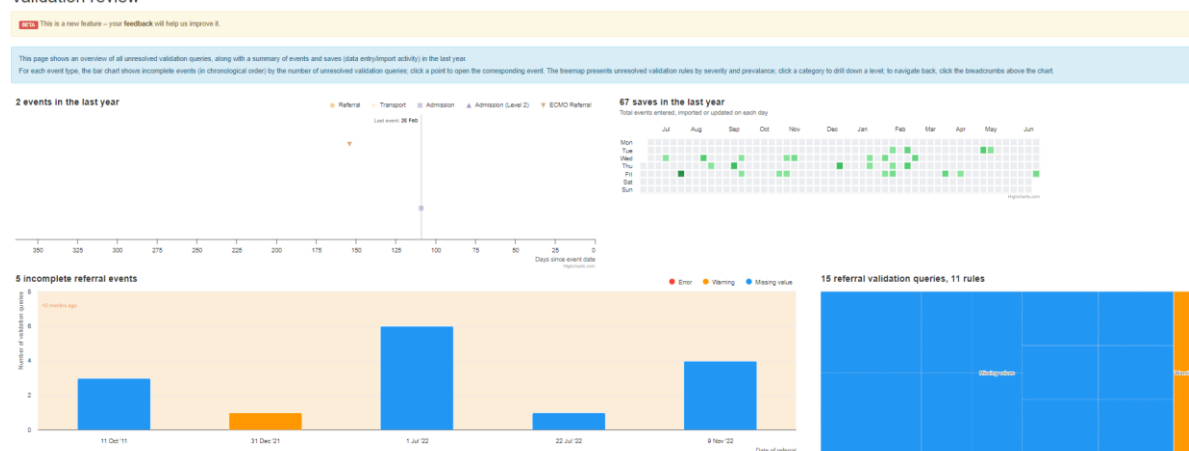 Validation review
BETA This is a new feature – your feedback will help us improve it.
This page shows an overview of all unresolved validation queries, along with a summary of events and saves (data entry/import activity) in the last year.
For each event type, the bar chart shows incomplete events (in chronological order) by the number of unresolved validation queries; click a point to open the corresponding event. The treemap presents unresolved validation rules by severity and prevalance; click a category to drill down a level; to navigate back, click the breadcrumbs above the chart.
2 events in the last year
Referral Transport Admission Admission (Level 2) ECMO Referral
Last event: 26 Feb
350 325 300 275 250 225 200 175 150 125 100 75 50 25 0
Days since event date
Highcharts.com
67 saves in the last year
Total events entered, imported or updated on each day
Jul Aug Sep Oct Nov Dec Jan Feb Mar Apr May Jun
Mon
Tue
Wed
Thu
Fri
Sat
Sun
Highcharts.com
5 incomplete referral events
Error Warning Missing value
Number of validation queries
8
6
4
2
0
months ago
11 Oct '11 31 Dec '21 1 Jul '22 22 Jul '22 9 Nov '22
Date of referral
15 referral validation queries, 11 rules
Missing values